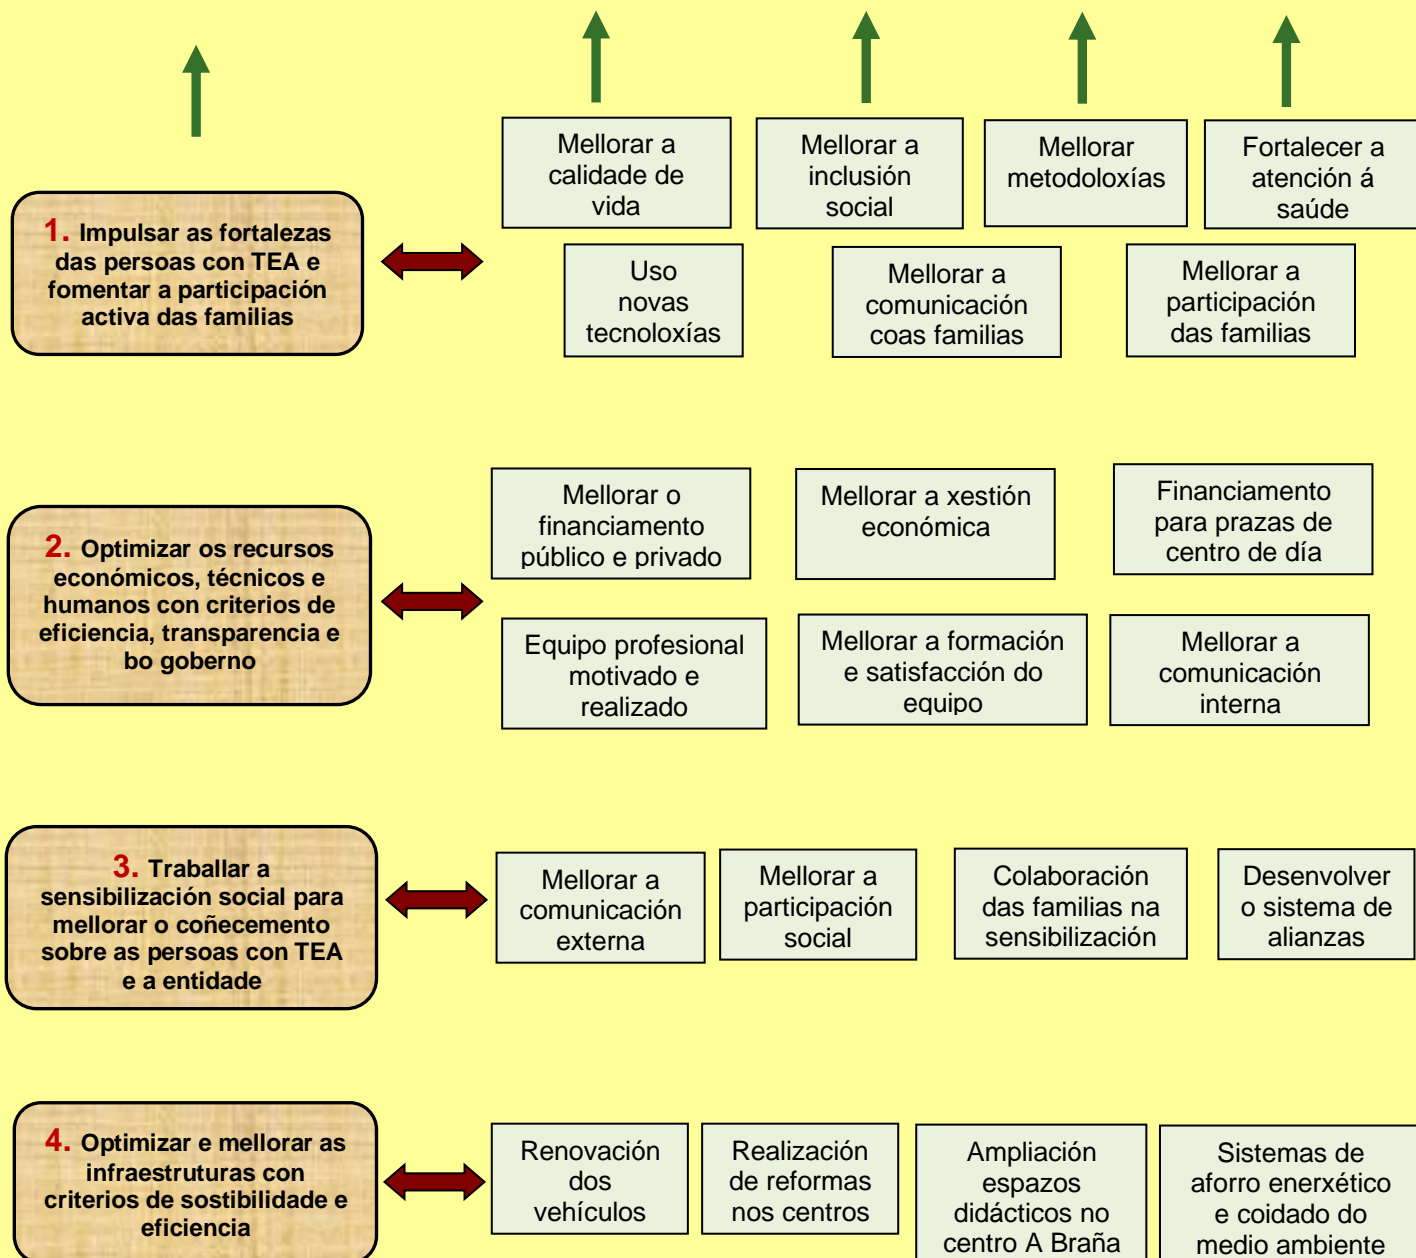 1. Impulsar as fortalezas
das persoas con TEA e
fomentar a participación
activa das familias
Mellorar a
calidade de
vida
Mellorar a
inclusión
social
Mellorar
metodoloxías
Fortalecer a
atención á
saúde
Uso
novas
tecnoloxías
Mellorar a
comunicación
coas familias
Mellorar a
participación
das familias
2. Optimizar os recursos
económicos, técnicos e
humanos con criterios de
eficiencia, transparencia e
bo goberno
Mellorar o
financiamento
público e privado
Mellorar a xestión
económica
Financiamento
para prazas de
centro de día
Equipo profesional
motivado e
realizado
Mellorar a formación
e satisfacción do
equipo
Mellorar a
comunicación
interna
3. Traballar a
sensibilización social para
mellorar o coñecemento
sobre as persoas con TEA
e a entidade
Mellorar a
comunicación
externa
Mellorar a
participación
social
Colaboración
das familias na
sensibilización
Desenvolver
o sistema de
alianzas
4. Optimizar e mellorar as
infraestruturas con
criterios de sostibilidade e
eficiencia
Renovación
dos
vehículos
Realización
de reformas
nos centros
Ampliación
espazos
didácticos no
centro A Braña
Sistemas de
aforro enerxético
e coidado do
medio ambiente